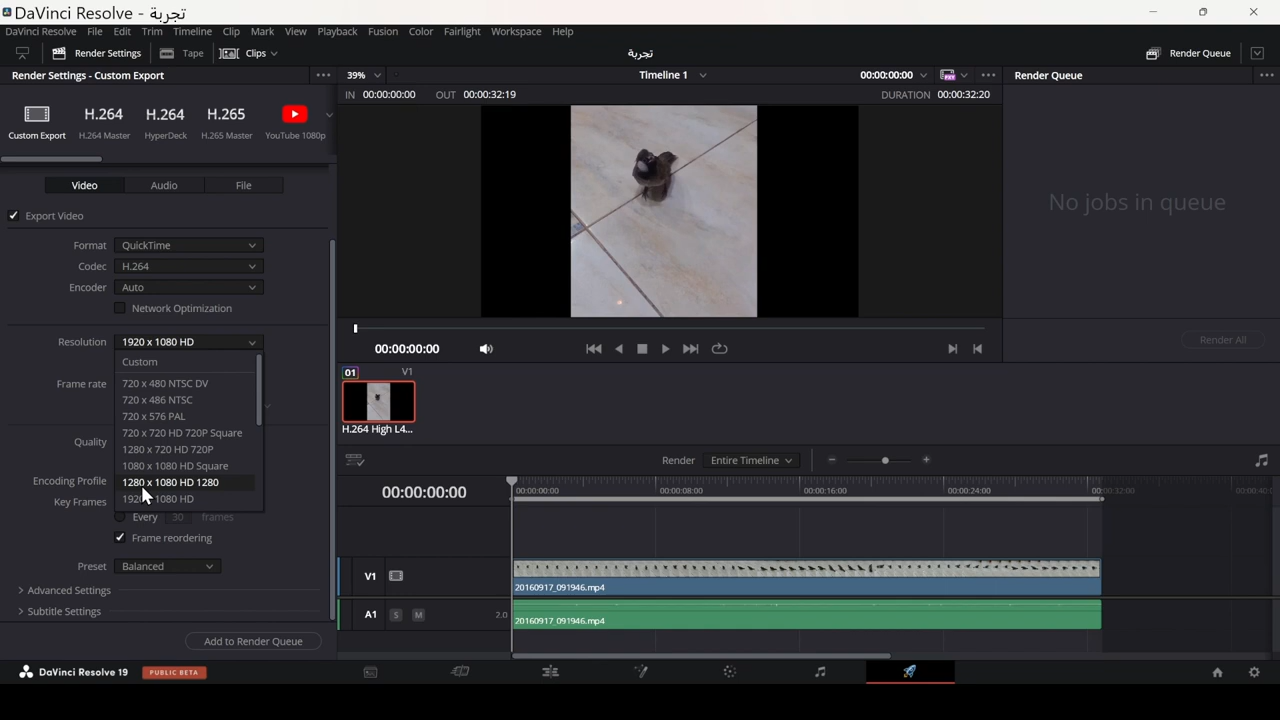 DaVinci Resolve - تجربة
DaVinci Resolve File Edit Trim Timeline Clip Mark View Playback Fusion Color Fairlight Workspace Help
Render Settings Tape Clips تجربة Render Queue
Render Settings - Custom Export 39% Timeline 1 00:00:00:00 Render Queue
IN 00:00:00:00 OUT 00:00:32:19 DURATION 00:00:32:20
H.264 H.264 H.265
Custom Export H.264 Master HyperDeck H.265 Master YouTube 1080p
Video Audio File
No jobs in queue
Export Video
Format QuickTime
Codec H.264
Encoder Auto
Network Optimization
Resolution 1920 x 1080 HD
Render All
00:00:00:00
Custom
01 V1
Frame rate 720 x 480 NTSC DV
720 x 486 NTSC
720 x 576 PAL
H.264 High L4...
720 x 720 HD 720P Square
Quality 1280 x 720 HD 720P
1080 x 1080 HD Square
Render Entire Timeline
Encoding Profile 1280 x 1080 HD 1280
Key Frames 1920 x 1080 HD
00:00:00:00 00:00:00:00 00:00:08:00 00:00:16:00 00:00:24:00 00:00:32:00 00:00:40:0
Every 30 frames
Frame reordering
Preset Balanced
V1
20160917_091946.mp4
Advanced Settings
Subtitle Settings
A1 S M 2.0
20160917_091946.mp4
Add to Render Queue
DaVinci Resolve 19 PUBLIC BETA